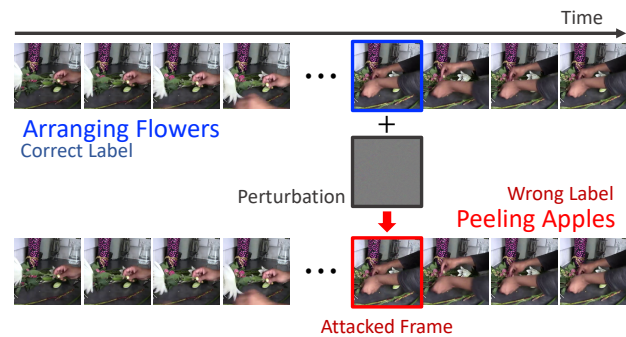 Time
• • •
Arranging Flowers
Correct Label
+
Perturbation
Wrong Label
Peeling Apples
• • •
Attacked Frame